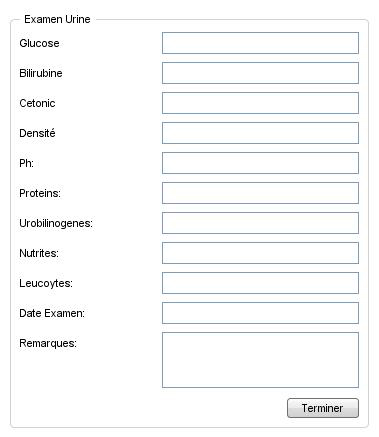 Examen Urine
Glucose
Bilirubine
Cetonic
Densité
Ph:
Proteins:
Urobilinogenes:
Nutrites:
Leucoytes:
Date Examen:
Remarques:
Terminer